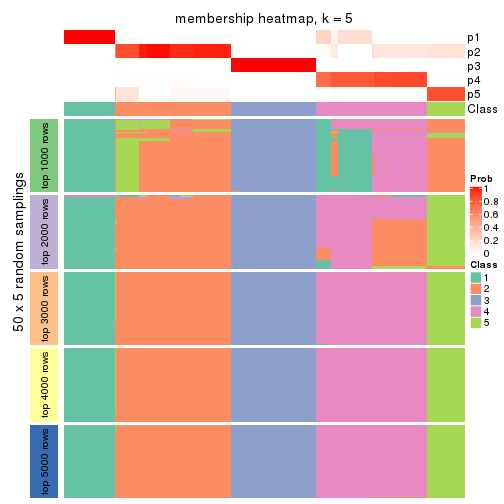 membership heatmap, k = 5
p1
p2
p3
p4
p5
Class
50 x 5 random samplings
top 1000 rows
top 2000 rows
top 3000 rows
top 4000 rows
top 5000 rows
Prob
1
0.8
0.6
0.4
0.2
0
Class
1
2
3
4
5